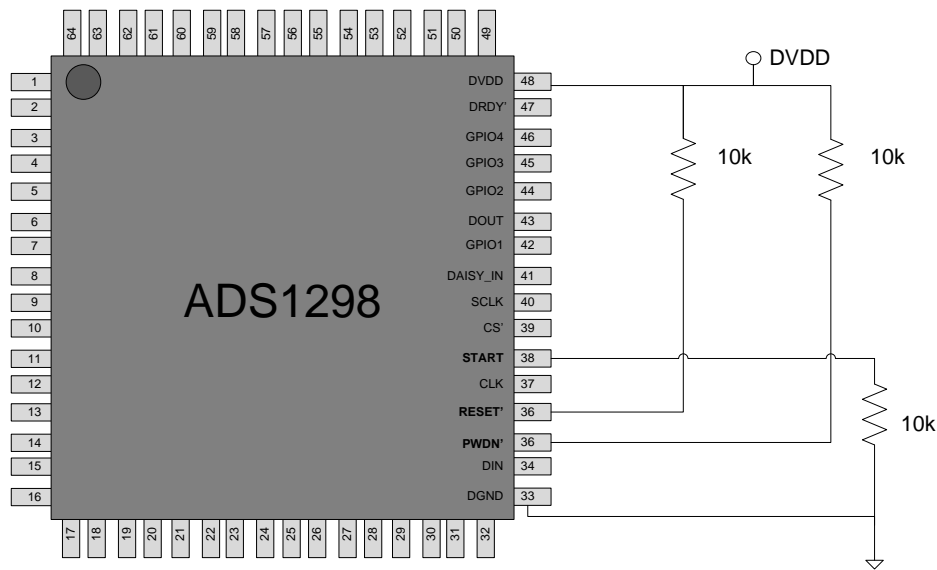 64 63 62 61 60 59 58 57 56 55 54 53 52 51 50 49
DVDD
1 DVDD 48
2 DRDY' 47
3 GPIO4 46
4 GPIO3 45
5 GPIO2 44
6 DOUT 43
7 GPIO1 42
8 DAISY_IN 41
9 SCLK 40
10 CS' 39
11 START 38
12 CLK 37
13 RESET' 36
14 PWDN' 36
15 DIN 34
16 DGND 33
ADS1298
10k
10k
10k
17 18 19 20 21 22 23 24 25 26 27 28 29 30 31 32